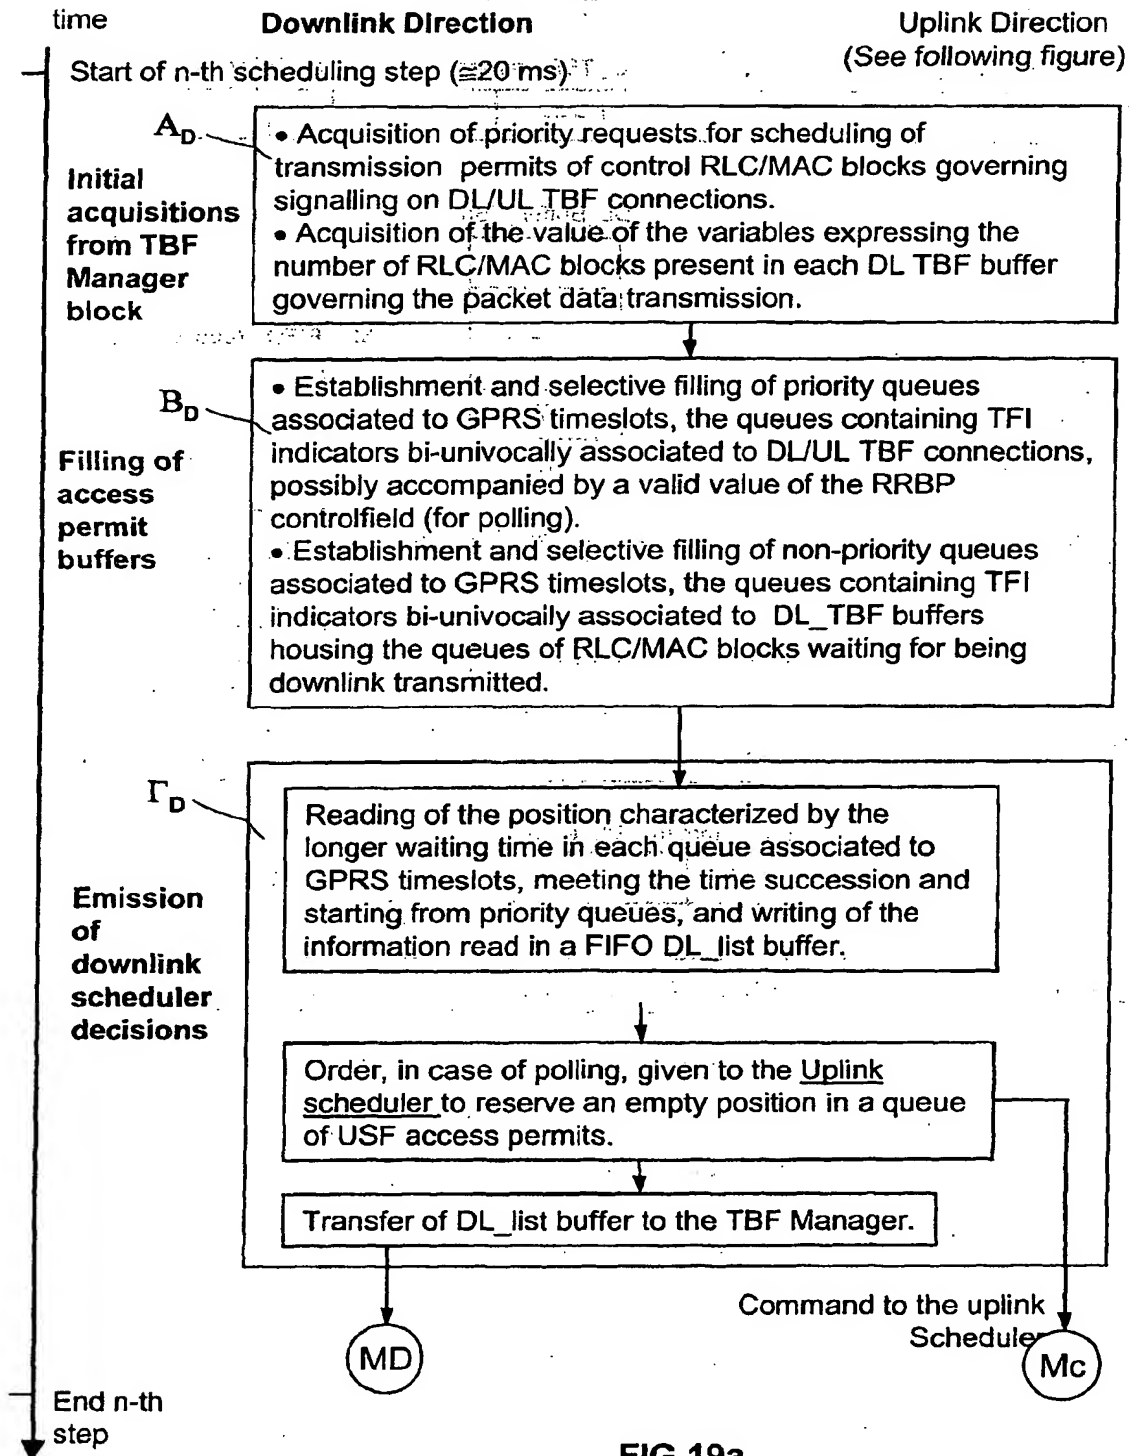 time
Downlink Direction
Uplink Direction
(See following figure)
Start of n-th scheduling step (≅20 ms)
A_D
Initial
acquisitions
from TBF
Manager
block
• Acquisition of priority requests for scheduling of
transmission permits of control RLC/MAC blocks governing
signalling on DL/UL TBF connections.
• Acquisition of the value of the variables expressing the
number of RLC/MAC blocks present in each DL TBF buffer
governing the packet data transmission.
B_D
Filling of
access
permit
buffers
• Establishment and selective filling of priority queues
associated to GPRS timeslots, the queues containing TFI
indicators bi-univocally associated to DL/UL TBF connections,
possibly accompanied by a valid value of the RRBP
controlfield (for polling).
• Establishment and selective filling of non-priority queues
associated to GPRS timeslots, the queues containing TFI
indicators bi-univocally associated to DL_TBF buffers
housing the queues of RLC/MAC blocks waiting for being
downlink transmitted.
Γ_D
Emission
of
downlink
scheduler
decisions
Reading of the position characterized by the
longer waiting time in each queue associated to
GPRS timeslots, meeting the time succession and
starting from priority queues, and writing of the
information read in a FIFO DL_list buffer.
Order, in case of polling, given to the Uplink
scheduler to reserve an empty position in a queue
of USF access permits.
Transfer of DL_list buffer to the TBF Manager.
Command to the uplink
Scheduler
MD
Mc
End n-th
step
FIG.19a